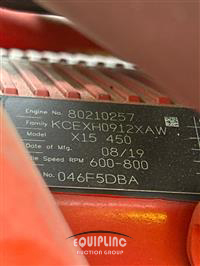 Engine No. 80210257
Family KCEXH0912XAW
Model X15 450
Date of Mfg. 08/19
Idle Speed RPM 600-800
No. 046F5DBA
EQUIPLINC
AUCTION GROUP